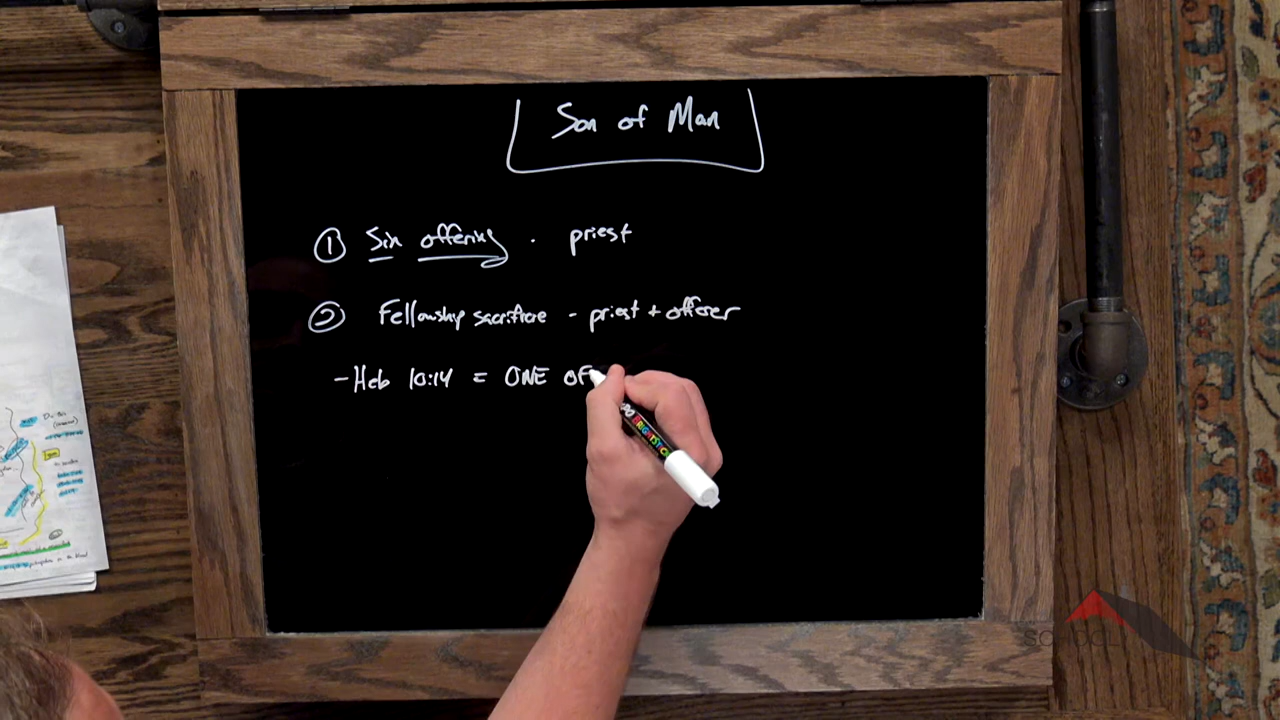 Son of Man
① Sin offering · priest
② Fellowship sacrifice - priest + offerer
- Heb 10:14 = ONE Of